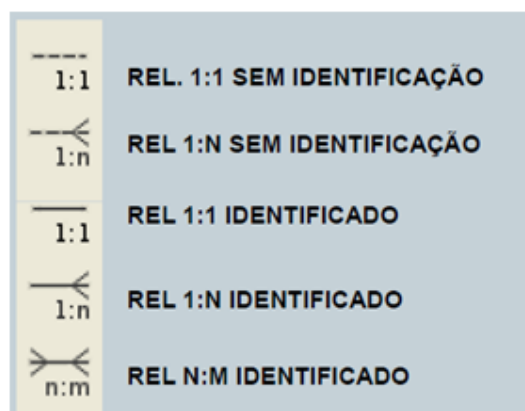 1:1 REL. 1:1 SEM IDENTIFICAÇÃO
1:n REL 1:N SEM IDENTIFICAÇÃO
1:1 REL 1:1 IDENTIFICADO
1:n REL 1:N IDENTIFICADO
n:m REL N:M IDENTIFICADO